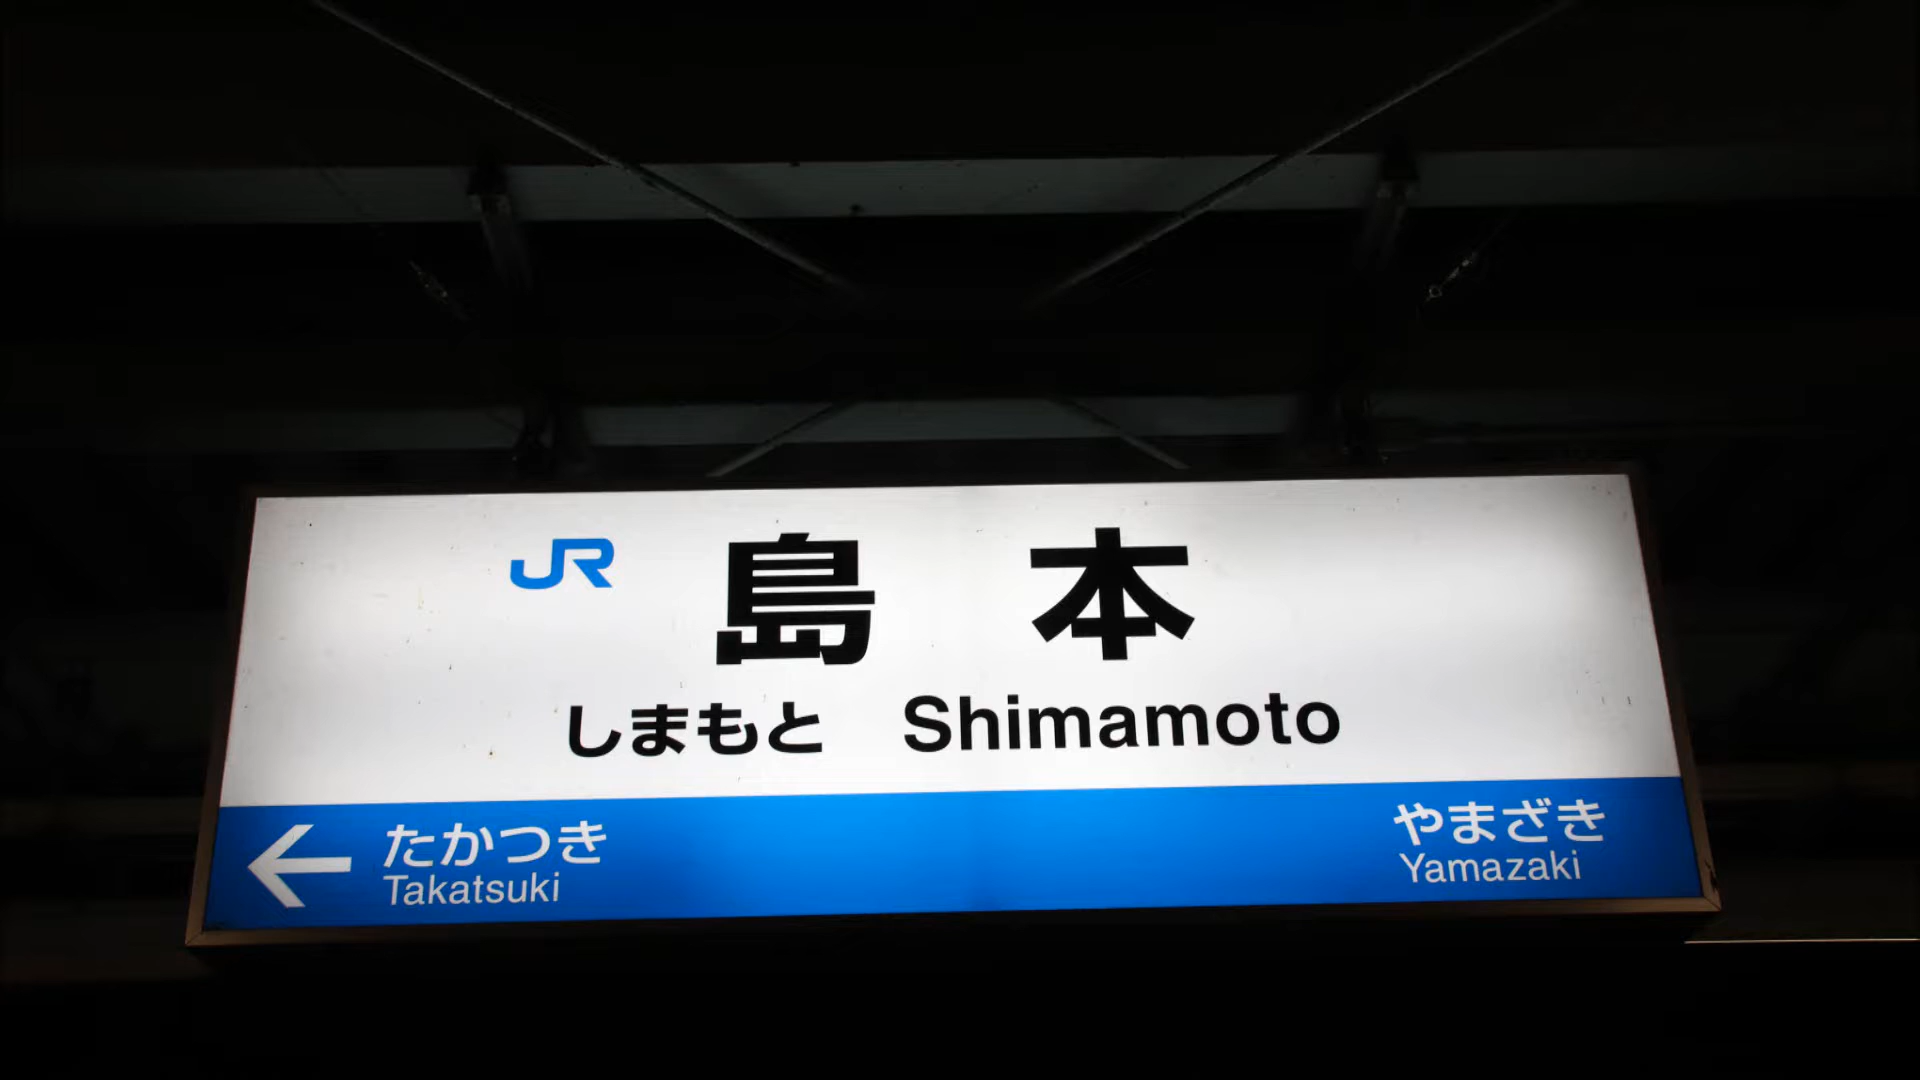 JR 島本
しまもと Shimamoto
← たかつき
Takatsuki
やまざき
Yamazaki